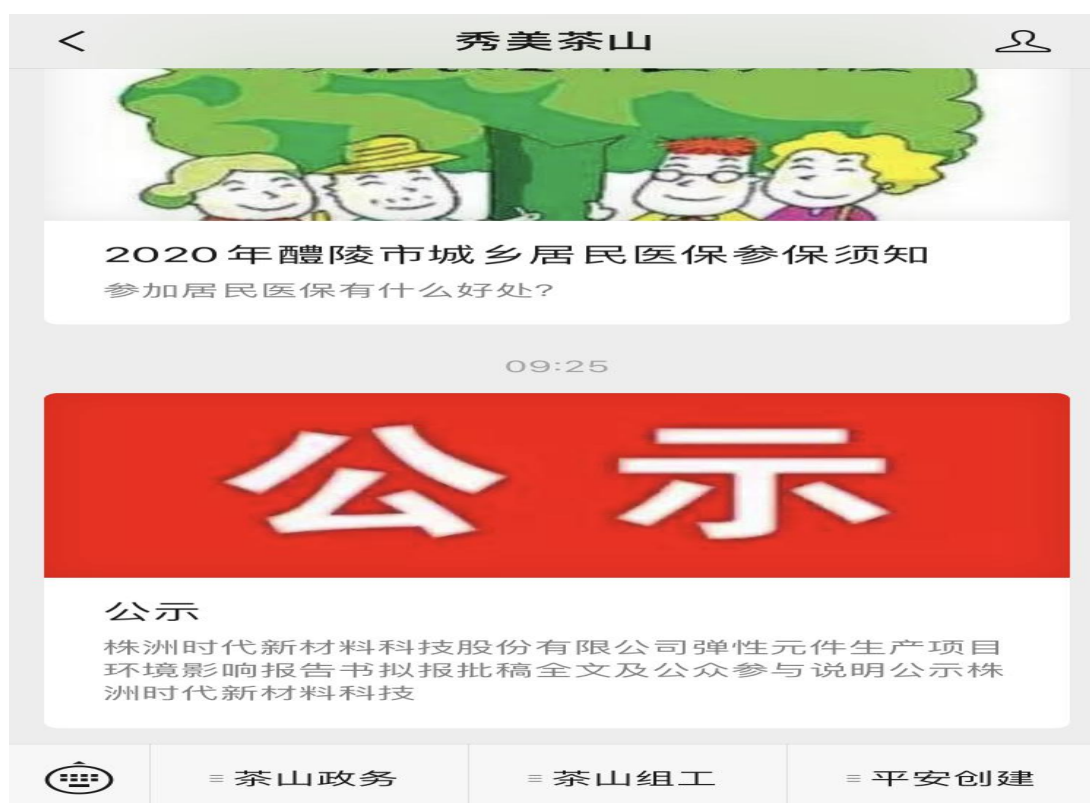 秀美茶山
2020年醴陵市城乡居民医保参保须知
参加居民医保有什么好处?
09:25
公示
公示
株洲时代新材料科技股份有限公司弹性元件生产项目
环境影响报告书拟报批稿全文及公众参与说明公示株
洲时代新材料科技
茶山政务
茶山组工
平安创建